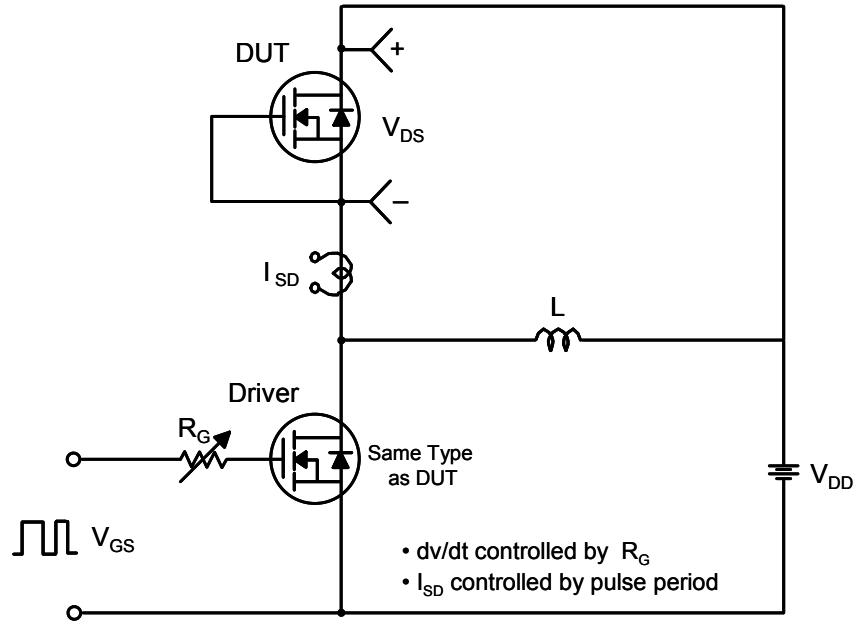 +
DUT
V_DS
−
I_SD
L
Driver
R_G
Same Type
as DUT
V_DD
V_GS
• dv/dt controlled by R_G
• I_SD controlled by pulse period